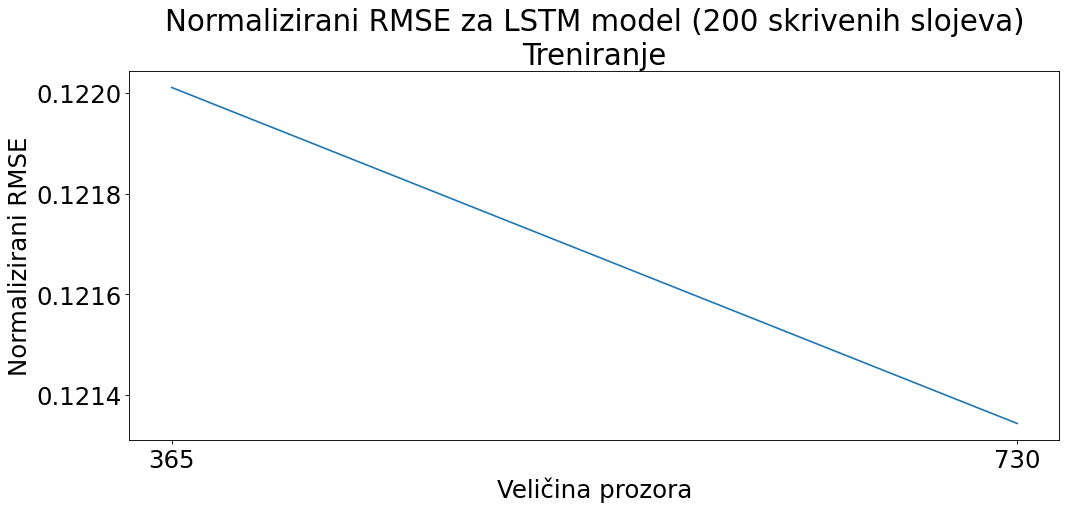 Normalizirani RMSE za LSTM model (200 skrivenih slojeva)
Treniranje
Normalizirani RMSE
0.1220
0.1218
0.1216
0.1214
365
730
Veličina prozora